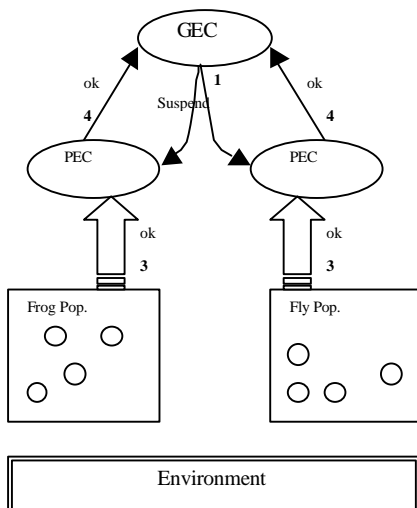 GEC
ok
1
Suspend
4
4
ok
PEC
PEC
ok
3
ok
3
Frog Pop.
Fly Pop.
Environment